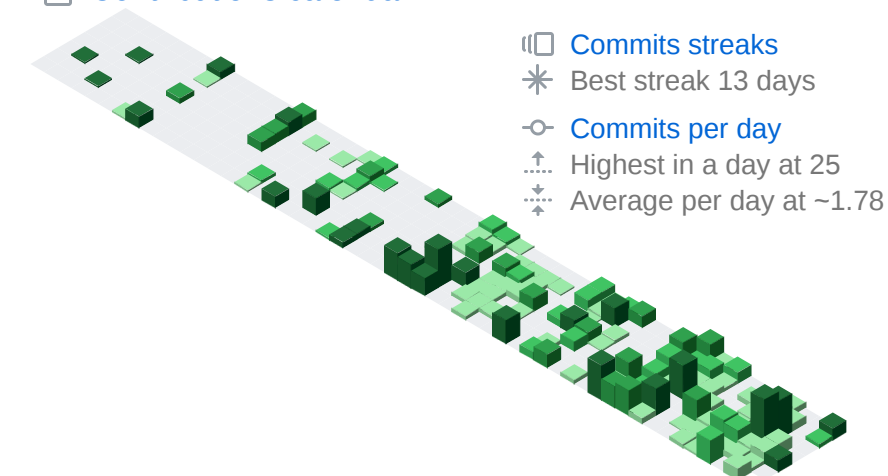 Commits streaks
Best streak 13 days
Commits per day
Highest in a day at 25
Average per day at ~1.78